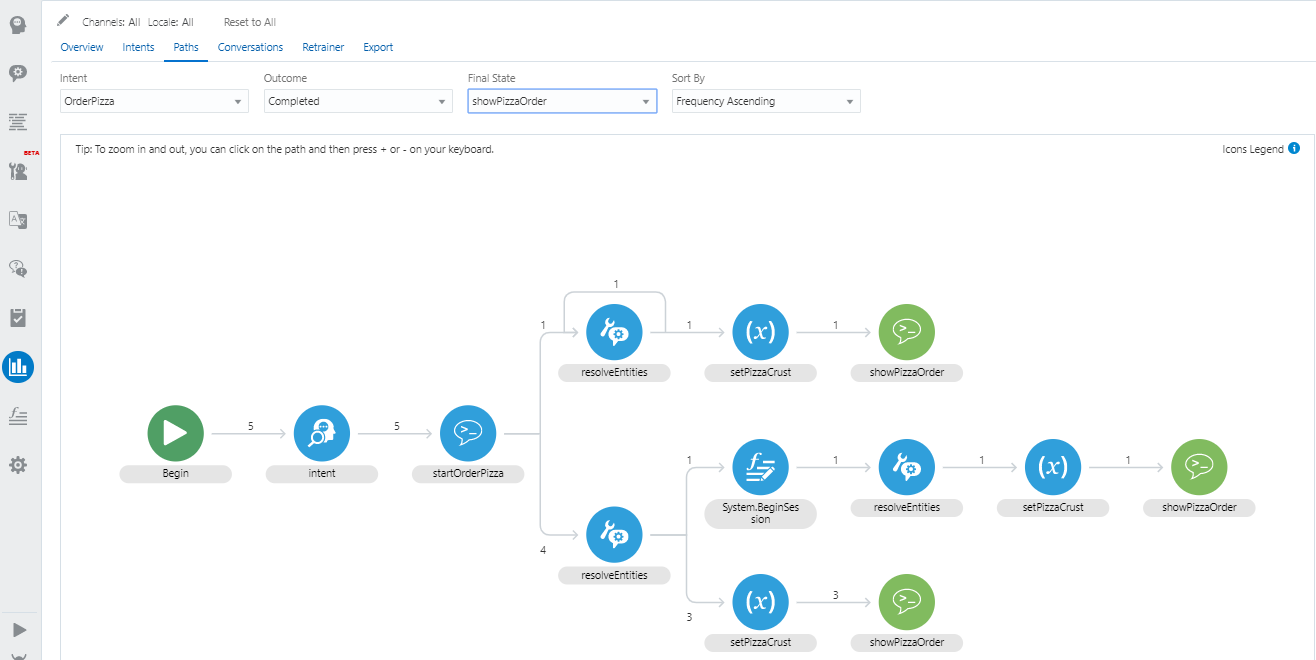 Channels: All Locale: All Reset to All
Overview Intents Paths Conversations Retrainer Export
Intent Outcome Final State Sort By
OrderPizza Completed showPizzaOrder Frequency Ascending
BETA
Tip: To zoom in and out, you can click on the path and then press + or - on your keyboard.
Icons Legend
1
1 1 1
(x)
resolveEntities setPizzaCrust showPizzaOrder
5 5
Begin intent startOrderPizza
1 1 1 1
(x)
System.BeginSes
sion
resolveEntities setPizzaCrust showPizzaOrder
4
resolveEntities
3 3
(x)
setPizzaCrust showPizzaOrder